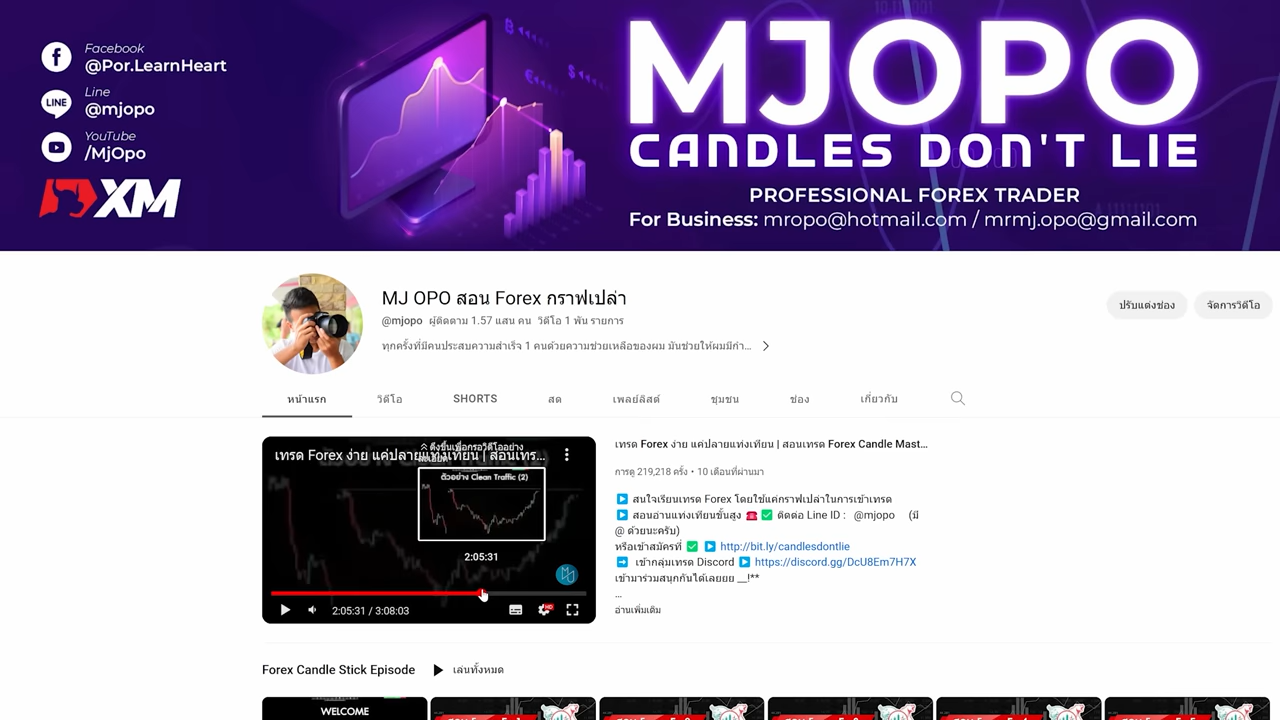 Facebook
@Por.LearnHeart
Line
LINE
@mjopo
YouTube
/MjOpo
XM
MJOPO
CANDLES DON'T LIE
PROFESSIONAL FOREX TRADER
For Business: mropo@hotmail.com / mrmj.opo@gmail.com
MJ OPO สอน Forex กราฟเปล่า
@mjopo ผู้ติดตาม 1.57 แสน คน วิดีโอ 1 พัน รายการ
ทุกครั้งที่มีคนประสบความสำเร็จ 1 คนด้วยความช่วยเหลือของผม มันช่วยให้ผมมีกำ...
ปรับแต่งช่อง
จัดการวิดีโอ
หน้าแรก วิดีโอ SHORTS สด เพลย์ลิสต์ ชุมชน ช่อง เกี่ยวกับ
ดึงขึ้นเพื่อกรอวิดีโออย่าง
เทรด Forex ง่าย แค่ปลายแท่งเทียน | สอนเทร...
ตัวอย่าง Clean Traffic (2)
2:05:31
2:05:31 / 3:08:03
HD
เทรด Forex ง่าย แค่ปลายแท่งเทียน | สอนเทรด Forex Candle Mast...
การดู 219,218 ครั้ง • 10 เดือนที่ผ่านมา
สนใจเรียนเทรด Forex โดยใช้แค่กราฟเปล่าในการเข้าเทรด
สอนอ่านแท่งเทียนขั้นสูง ติดต่อ Line ID : @mjopo (มี
@ ด้วยนะครับ)
หรือเข้าสมัครที่ http://bit.ly/candlesdontlie
เข้ากลุ่มเทรด Discord https://discord.gg/DcU8Em7H7X
เข้ามาร่วมสนุกกันได้เลยยย __!**
...
อ่านเพิ่มเติม
Forex Candle Stick Episode
เล่นทั้งหมด
WELCOME